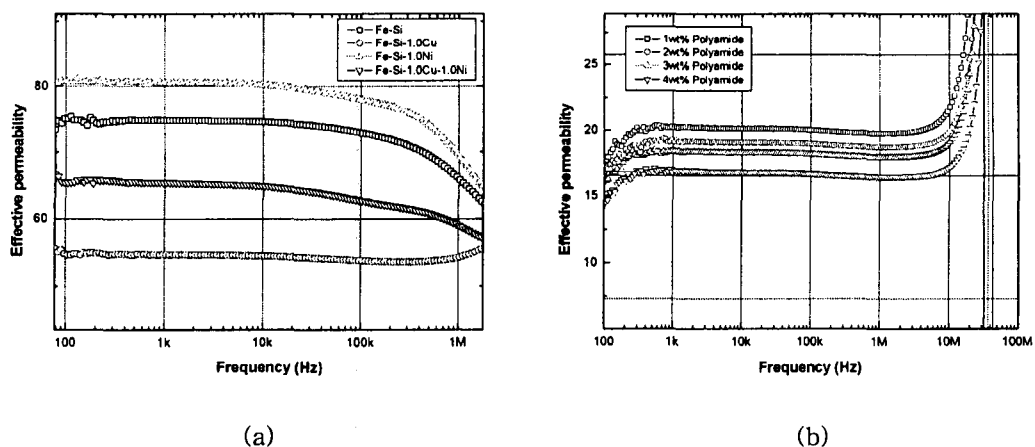 Effective permeability
80
60
100
1k
10k
100k
1M
Frequency (Hz)
Fe-Si
Fe-Si-1.0Cu
Fe-Si-1.0Ni
Fe-Si-1.0Cu-1.0Ni
(a)
Effective permeability
25
20
15
10
100
1k
10k
100k
1M
10M
100M
Frequency (Hz)
1wt% Polyamide
2wt% Polyamide
3wt% Polyamide
4wt% Polyamide
(b)